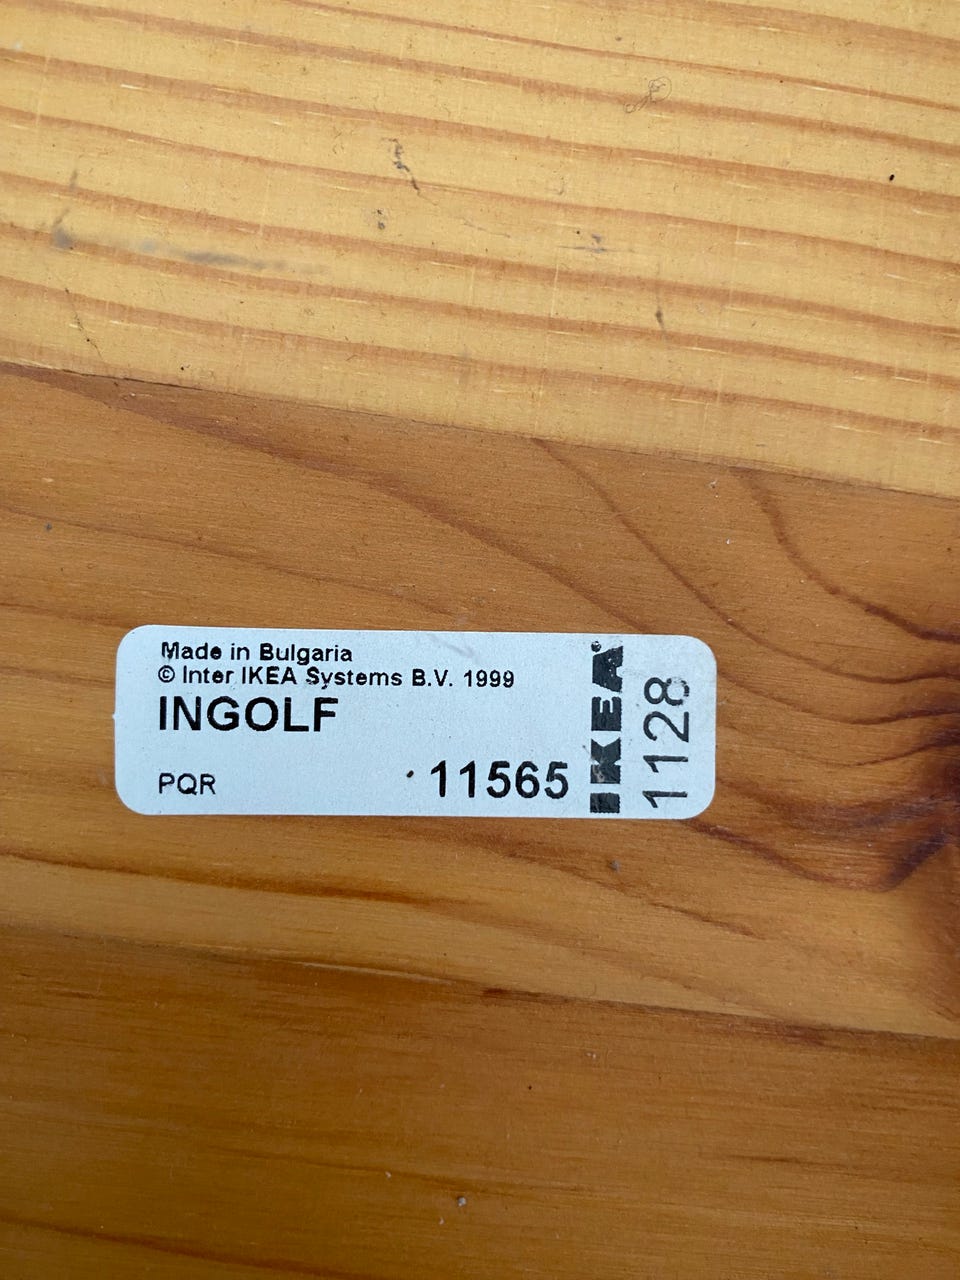 Made in Bulgaria
© Inter IKEA Systems B.V. 1999
INGOLF
PQR 11565
IKEA®
1128